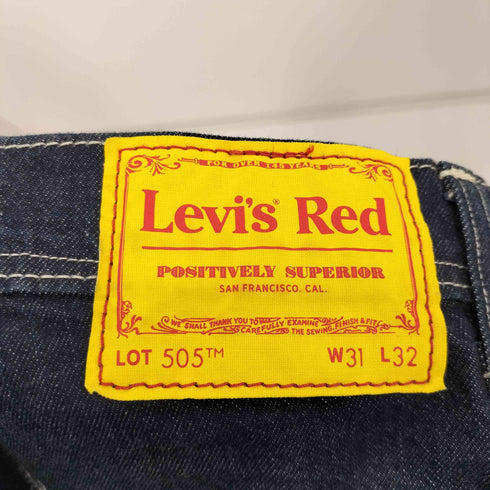 FOR OVER 145 YEARS
Levi's® Red
POSITIVELY SUPERIOR
SAN FRANCISCO. CAL.
WE SHALL THANK YOU TO
CAREFULLY EXAMINE
THE SEWING, FINISH & FIT
LOT 505™ W31 L32